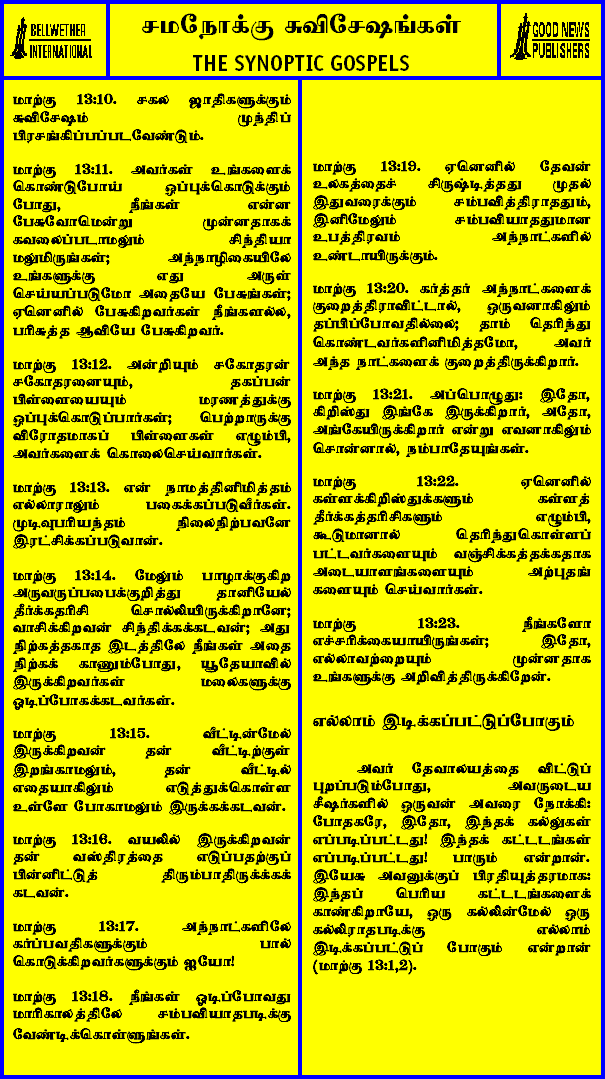 BELLWETHER
INTERNATIONAL
சமநோக்கு சுவிசேஷங்கள்
THE SYNOPTIC GOSPELS
GOOD NEWS
PUBLISHERS
மாற்கு 13:10. சகல ஜாதிகளுக்கும்
சுவிசேஷம் முந்திப்
பிரசங்கிப்பப்படவேண்டும்.
மாற்கு 13:11. அவர்கள் உங்களைக்
கொண்டுபோய் ஒப்புக்கொடுக்கும்
போது, நீங்கள் என்ன
பேசுவோமென்று முன்னதாகக்
கவலைப்படாமலும் சிந்தியா
மலுமிருங்கள்; அந்நாழிகையிலே
உங்களுக்கு எது அருள்
செய்யப்படுமோ அதையே பேசுங்கள்;
ஏனெனில் பேசுகிறவர்கள் நீங்களல்ல,
பரிசுத்த ஆவியே பேசுகிறவர்.
மாற்கு 13:12. அன்றியும் சகோதரன்
சகோதரனையும், தகப்பன்
பிள்ளையையும் மரணத்துக்கு
ஒப்புக்கொடுப்பார்கள்; பெற்றாருக்கு
விரோதமாகப் பிள்ளைகள் எழும்பி,
அவர்களைக் கொலைசெய்வார்கள்.
மாற்கு 13:13. என் நாமத்தினிமித்தம்
எல்லாராலும் பகைக்கப்படுவீர்கள்.
முடிவுபரியந்தம் நிலைநிற்பவனே
இரட்சிக்கப்படுவான்.
மாற்கு 13:14. மேலும் பாழாக்குகிற
அருவருப்பபைக்குறித்து தானியேல்
தீர்க்கதரிசி சொல்லியிருக்கிறானே;
வாசிக்கிறவன் சிந்திக்கக்கடவன்; அது
நிற்கத்தகாத இடத்திலே நீங்கள் அதை
நிற்கக் காணும்போது, யூதேயாவில்
இருக்கிறவர்கள் மலைகளுக்கு
ஓடிப்போகக்கடவர்கள்.
மாற்கு 13:15. வீட்டின்மேல்
இருக்கிறவன் தன் வீட்டிற்குள்
இறங்காமலும், தன் வீட்டில்
எதையாகிலும் எடுத்துக்கொள்ள
உள்ளே போகாமலும் இருக்கக்கடவன்.
மாற்கு 13:16. வயலில் இருக்கிறவன்
தன் வஸ்திரத்தை எடுப்பதற்குப்
பின்னிட்டுத் திரும்பாதிருக்க்கக்
கடவன்.
மாற்கு 13:17. அந்நாட்களிலே
கர்ப்பவதிகளுக்கும் பால்
கொடுக்கிறவர்களுக்கும் ஐயோ!
மாற்கு 13:18. நீங்கள் ஓடிப்போவது
மாரிகாலத்திலே சம்பவியாதபடிக்கு
வேண்டிக்கொள்ளுங்கள்.
மாற்கு 13:19. ஏனெனில் தேவன்
உலகத்தைச் சிருஷ்டித்தது முதல்
இதுவரைக்கும் சம்பவித்திராததும்,
இனிமேலும் சம்பவியாததுமான
உபத்திரவம் அந்நாட்களில்
உண்டாயிருக்கும்.
மாற்கு 13:20. கர்த்தர் அந்நாட்களைக்
குறைத்திராவிட்டால், ஒருவனாகிலும்
தப்பிப்போவதில்லை; தாம் தெரிந்து
கொண்டவர்களினிமித்தமோ, அவர்
அந்த நாட்களைக் குறைத்திருக்கிறார்.
மாற்கு 13:21. அப்பொழுது: இதோ,
கிறிஸ்து இங்கே இருக்கிறார், அதோ,
அங்கேயிருக்கிறார் என்று எவனாகிலும்
சொன்னால், நம்பாதேயுங்கள்.
மாற்கு 13:22. ஏனெனில்
கள்ளக்கிறிஸ்துக்களும் கள்ளத்
தீர்க்கத்தரிசிகளும் எழும்பி,
கூடுமானால் தெரிந்துகொள்ளப்
பட்டவர்களையும் வஞ்சிக்கத்தக்கதாக
அடையாளங்களையும் அற்புதங்
களையும் செய்வார்கள்.
மாற்கு 13:23. நீங்களோ
எச்சரிக்கையாயிருங்கள்; இதோ,
எல்லாவற்றையும் முன்னதாக
உங்களுக்கு அறிவித்திருக்கிறேன்.
எல்லாம் இடிக்கப்பட்டுப்போகும்
அவர் தேவாலயத்தை விட்டுப்
புறப்படும்போது, அவருடைய
சீஷர்களில் ஒருவன் அவரை நோக்கி:
போதகரே, இதோ, இந்தக் கல்லுகள்
எப்படிப்பட்டது! இந்தக் கட்டடங்கள்
எப்படிப்பட்டது! பாரும் என்றான்.
இயேசு அவனுக்குப் பிரதியுத்தரமாக:
இந்தப் பெரிய கட்டடங்களைக்
காண்கிறாயே, ஒரு கல்லின்மேல் ஒரு
கல்லிராதபடிக்கு எல்லாம்
இடிக்கப்பட்டுப் போகும் என்றான்
(மாற்கு 13:1,2).